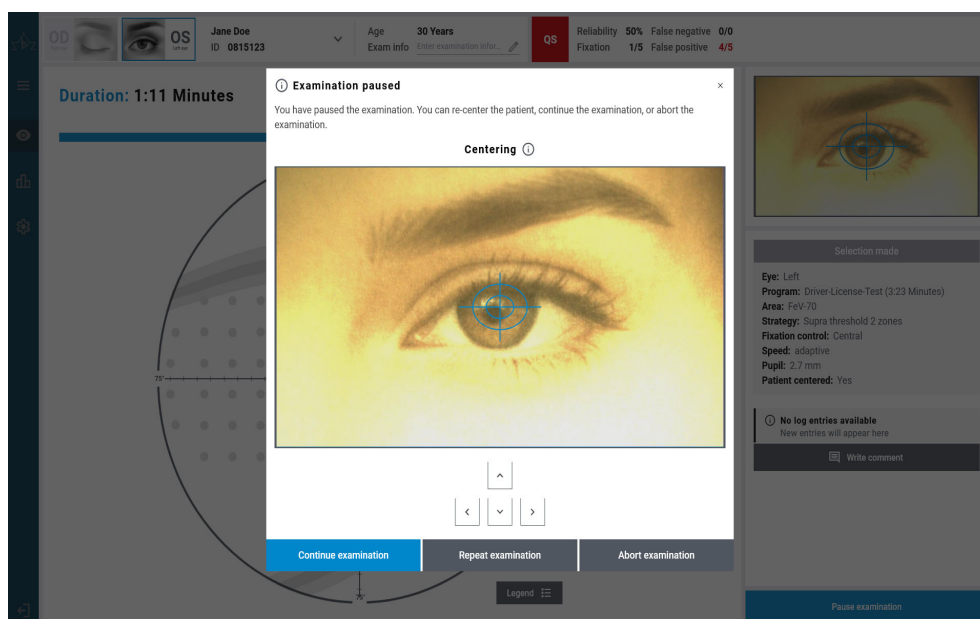 OD
Right eye
OS
Left eye
Jane Doe
ID 0815123
Age 30 Years
Exam info Enter examination infor...
QS
Reliability 50% False negative 0/0
Fixation 1/5 False positive 4/5
Duration: 1:11 Minutes
Examination paused
You have paused the examination. You can re-center the patient, continue the examination, or abort the
examination.
Centering
Continue examination
Repeat examination
Abort examination
75°
75°
Legend
Selection made
Eye: Left
Program: Driver-License-Test (3:23 Minutes)
Area: FeV-70
Strategy: Supra threshold 2 zones
Fixation control: Central
Speed: adaptive
Pupil: 2.7 mm
Patient centered: Yes
No log entries available
New entries will appear here
Write comment
Pause examination